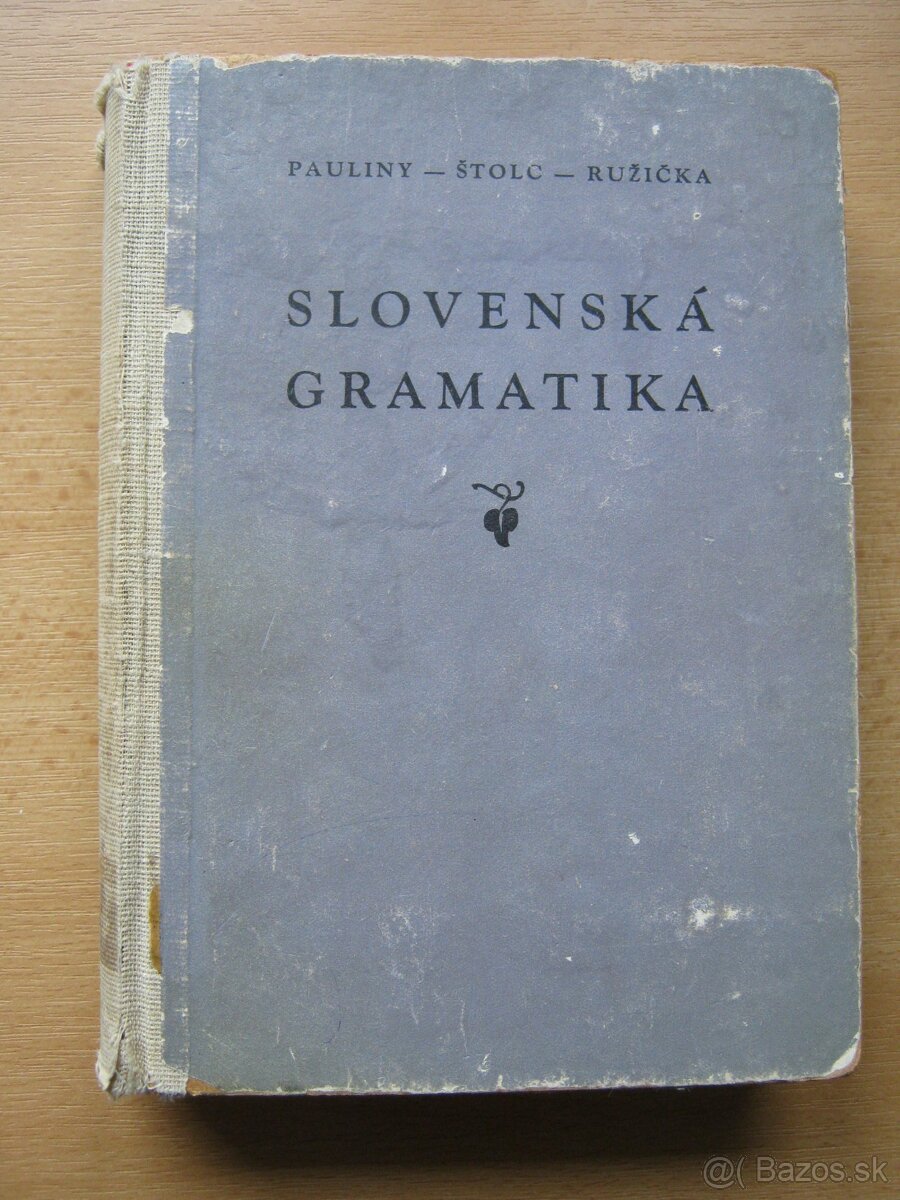 PAULINY — ŠTOLC — RUŽIČKA
SLOVENSKÁ
GRAMATIKA
@( Bazos.sk